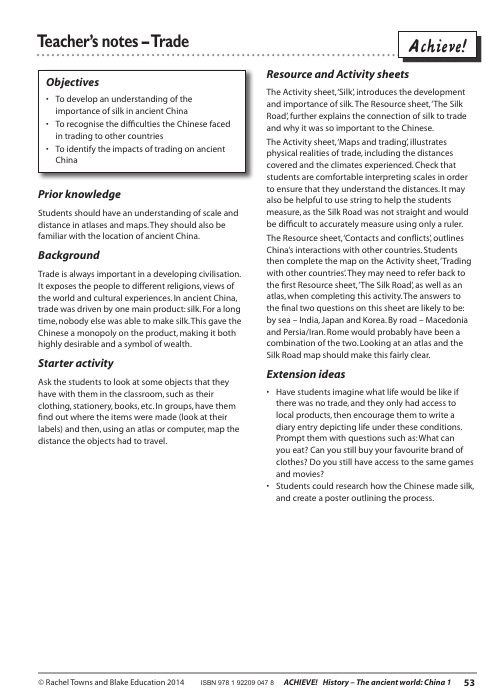 Teacher's notes – Trade
Achieve!
Objectives
• To develop an understanding of the
importance of silk in ancient China
• To recognise the difficulties the Chinese faced
in trading to other countries
• To identify the impacts of trading on ancient
China
Prior knowledge
Students should have an understanding of scale and
distance in atlases and maps. They should also be
familiar with the location of ancient China.
Background
Trade is always important in a developing civilisation.
It exposes the people to different religions, views of
the world and cultural experiences. In ancient China,
trade was driven by one main product: silk. For a long
time, nobody else was able to make silk. This gave the
Chinese a monopoly on the product, making it both
highly desirable and a symbol of wealth.
Starter activity
Ask the students to look at some objects that they
have with them in the classroom, such as their
clothing, stationery, books, etc. In groups, have them
find out where the items were made (look at their
labels) and then, using an atlas or computer, map the
distance the objects had to travel.
Resource and Activity sheets
The Activity sheet, 'Silk', introduces the development
and importance of silk. The Resource sheet, 'The Silk
Road', further explains the connection of silk to trade
and why it was so important to the Chinese.
The Activity sheet, 'Maps and trading', illustrates
physical realities of trade, including the distances
covered and the climates experienced. Check that
students are comfortable interpreting scales in order
to ensure that they understand the distances. It may
also be helpful to use string to help the students
measure, as the Silk Road was not straight and would
be difficult to accurately measure using only a ruler.
The Resource sheet, 'Contacts and conflicts', outlines
China's interactions with other countries. Students
then complete the map on the Activity sheet, 'Trading
with other countries'. They may need to refer back to
the first Resource sheet, 'The Silk Road', as well as an
atlas, when completing this activity. The answers to
the final two questions on this sheet are likely to be:
by sea – India, Japan and Korea. By road – Macedonia
and Persia/Iran. Rome would probably have been a
combination of the two. Looking at an atlas and the
Silk Road map should make this fairly clear.
Extension ideas
• Have students imagine what life would be like if
there was no trade, and they only had access to
local products, then encourage them to write a
diary entry depicting life under these conditions.
Prompt them with questions such as: What can
you eat? Can you still buy your favourite brand of
clothes? Do you still have access to the same games
and movies?
• Students could research how the Chinese made silk,
and create a poster outlining the process.
© Rachel Towns and Blake Education 2014 ISBN 978 1 92209 047 8 ACHIEVE! History – The ancient world: China 1 53